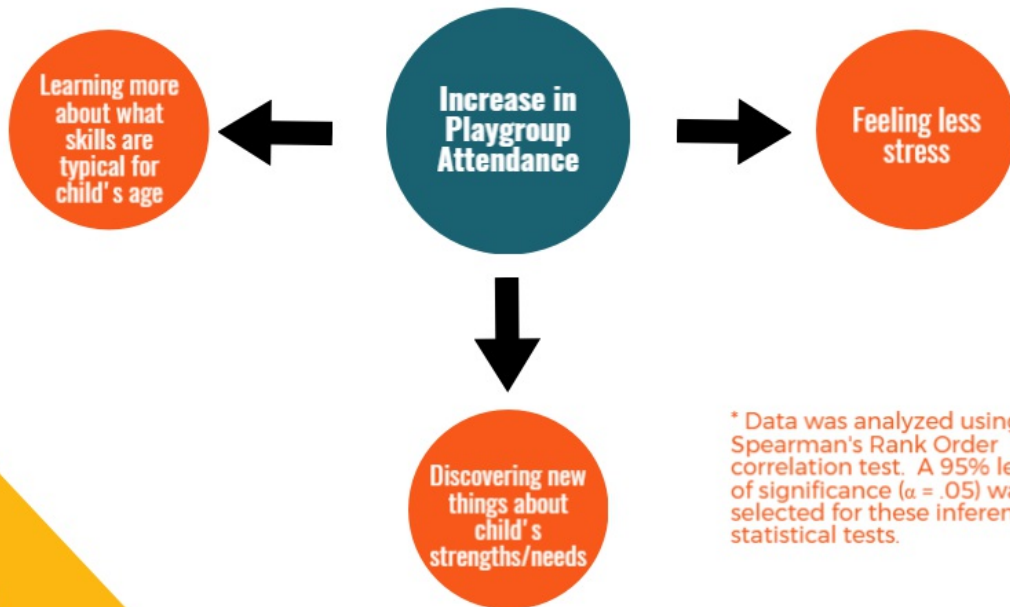 Learning more
about what
skills are
typical for
child's age
Increase in
Playgroup
Attendance
Feeling less
stress
Discovering new
things about
child's
strengths/needs
* Data was analyzed using
Spearman's Rank Order
correlation test. A 95%
of significance (α = .05)
selected for these
statistical tests.